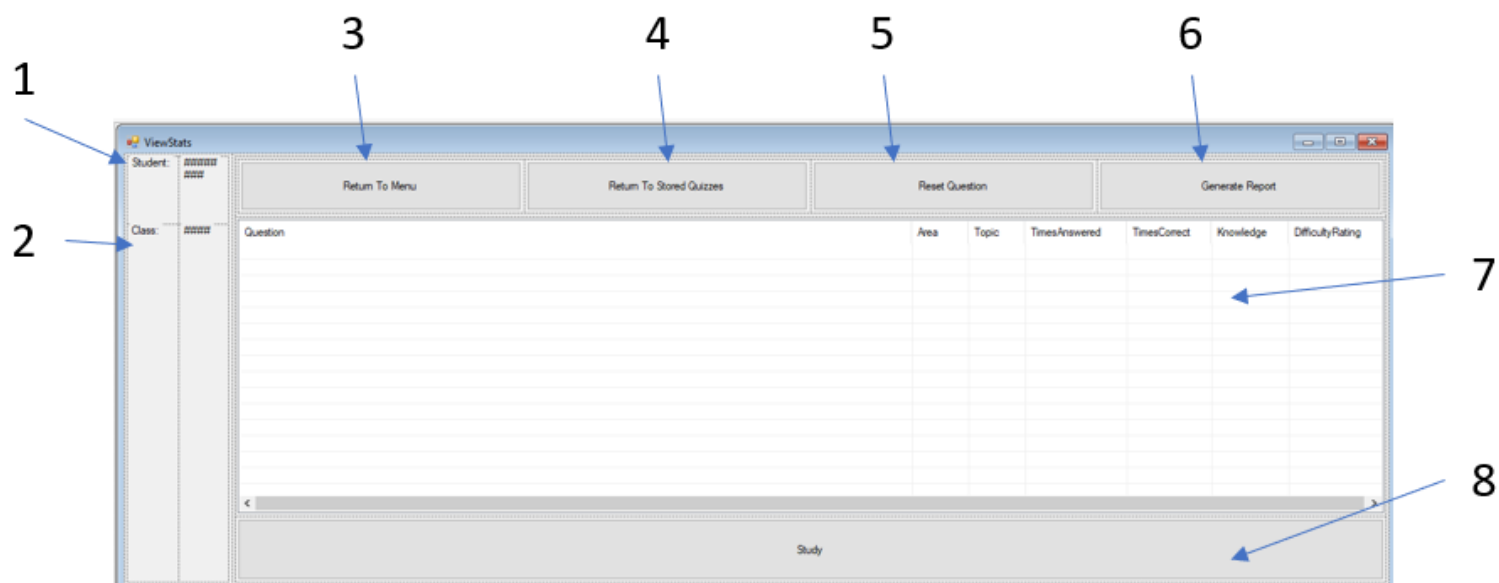 3 4 5 6
1
ViewStats
Student: #####
###
Return To Menu Return To Stored Quizzes Reset Question Generate Report
2
Class: ####
Question Area Topic TimesAnswered TimesCorrect Knowledge DifficultyRating
7
8
Study